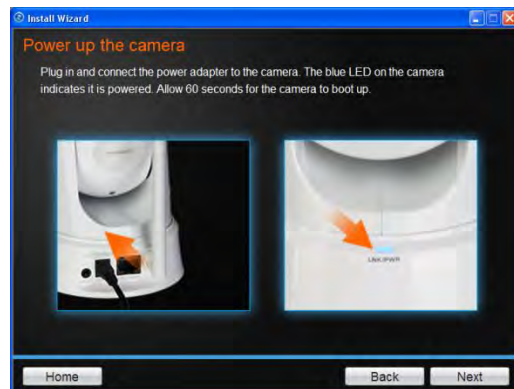 Install Wizard
Power up the camera
Plug in and connect the power adapter to the camera. The blue LED on the camera
indicates it is powered. Allow 60 seconds for the camera to boot up.
LINK/PWR
Home
Back
Next